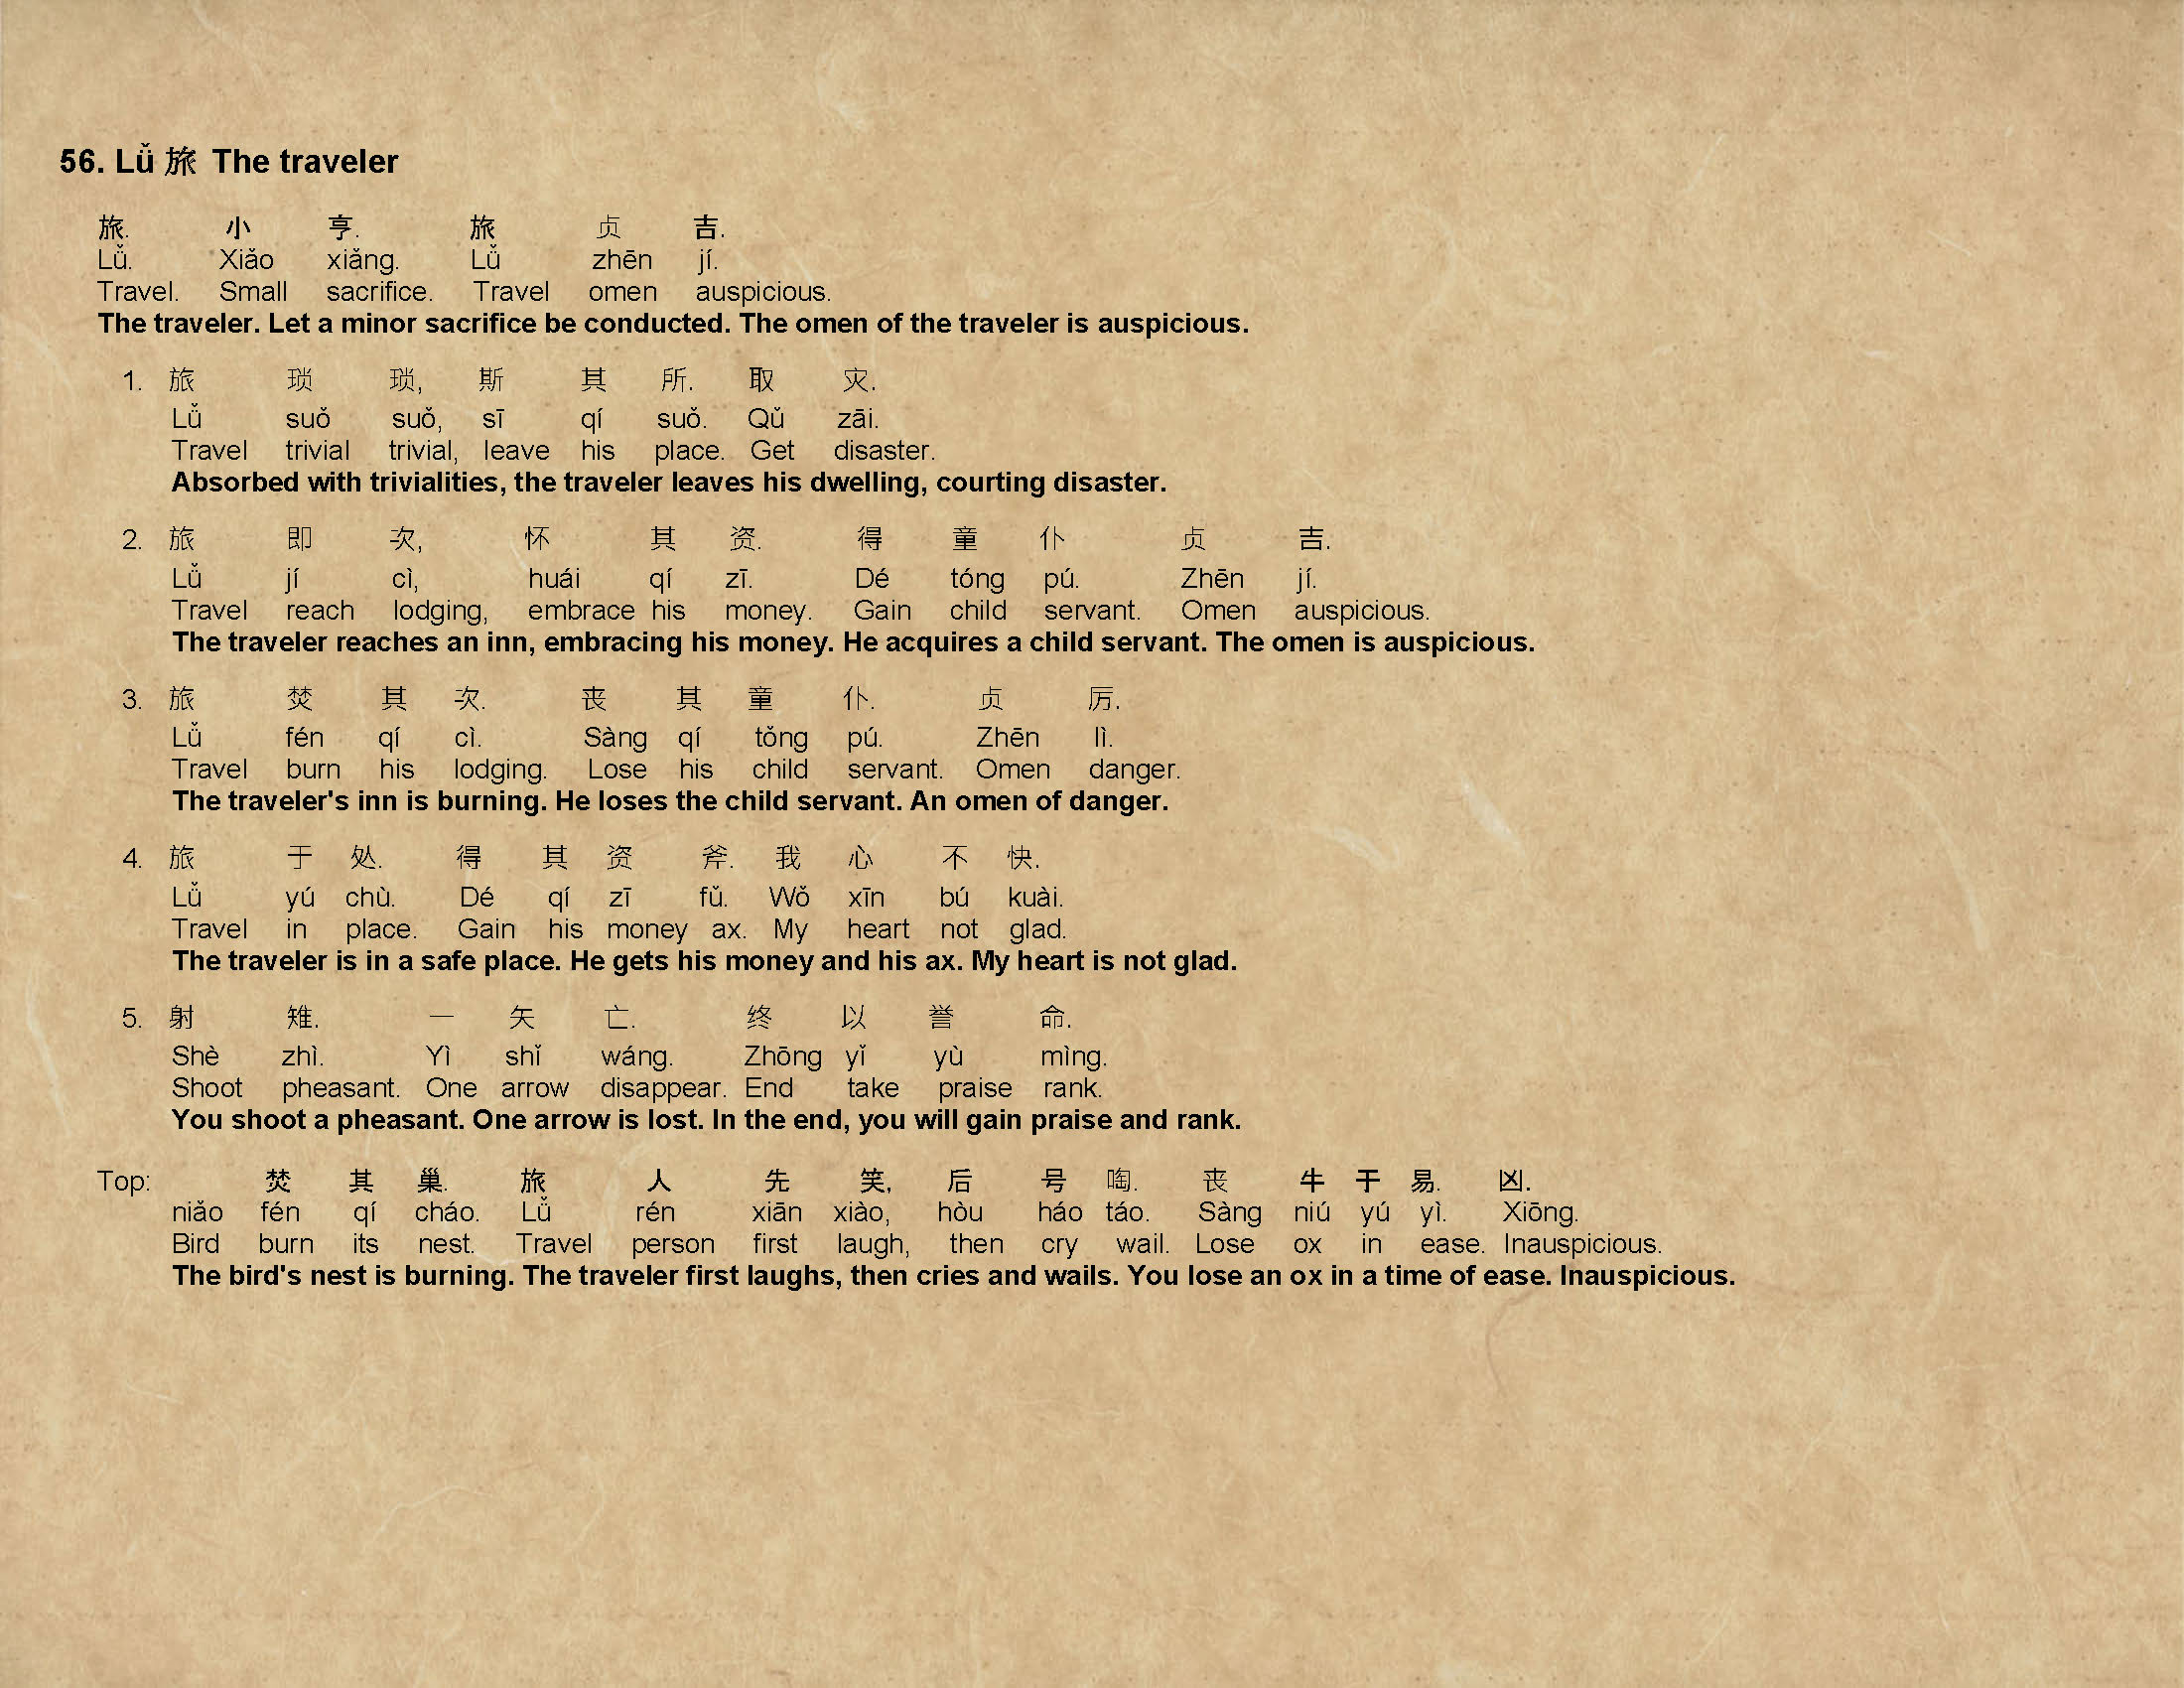 56. Lǚ 旅 The traveler
旅. 小 亨. 旅 贞 吉.
Lǚ. Xiǎo xiǎng. Lǚ zhēn jí.
Travel. Small sacrifice. Travel omen auspicious.
The traveler. Let a minor sacrifice be conducted. The omen of the traveler is auspicious.
1. 旅 琐 琐, 斯 其 所. 取 灾.
Lǚ suǒ suǒ, sī qí suǒ. Qǔ zāi.
Travel trivial trivial, leave his place. Get disaster.
Absorbed with trivialities, the traveler leaves his dwelling, courting disaster.
2. 旅 即 次, 怀 其 资. 得 童 仆 贞 吉.
Lǚ jí cì, huái qí zī. Dé tóng pú. Zhēn jí.
Travel reach lodging, embrace his money. Gain child servant. Omen auspicious.
The traveler reaches an inn, embracing his money. He acquires a child servant. The omen is auspicious.
3. 旅 焚 其 次. 丧 其 童 仆. 贞 厉.
Lǚ fén qí cì. Sàng qí tǒng pú. Zhēn lì.
Travel burn his lodging. Lose his child servant. Omen danger.
The traveler's inn is burning. He loses the child servant. An omen of danger.
4. 旅 于 处. 得 其 资 斧. 我 心 不 快.
Lǚ yú chù. Dé qí zī fǔ. Wǒ xīn bú kuài.
Travel in place. Gain his money ax. My heart not glad.
The traveler is in a safe place. He gets his money and his ax. My heart is not glad.
5. 射 雉. 一 矢 亡. 终 以 誉 命.
Shè zhì. Yì shǐ wáng. Zhōng yǐ yù mìng.
Shoot pheasant. One arrow disappear. End take praise rank.
You shoot a pheasant. One arrow is lost. In the end, you will gain praise and rank.
Top: 焚 其 巢. 旅 人 先 笑, 后 号 啕. 丧 牛 于 易. 凶.
niǎo fén qí cháo. Lǚ rén xiān xiào, hòu háo táo. Sàng niú yú yì. Xiōng.
Bird burn its nest. Travel person first laugh, then cry wail. Lose ox in ease. Inauspicious.
The bird's nest is burning. The traveler first laughs, then cries and wails. You lose an ox in a time of ease. Inauspicious.